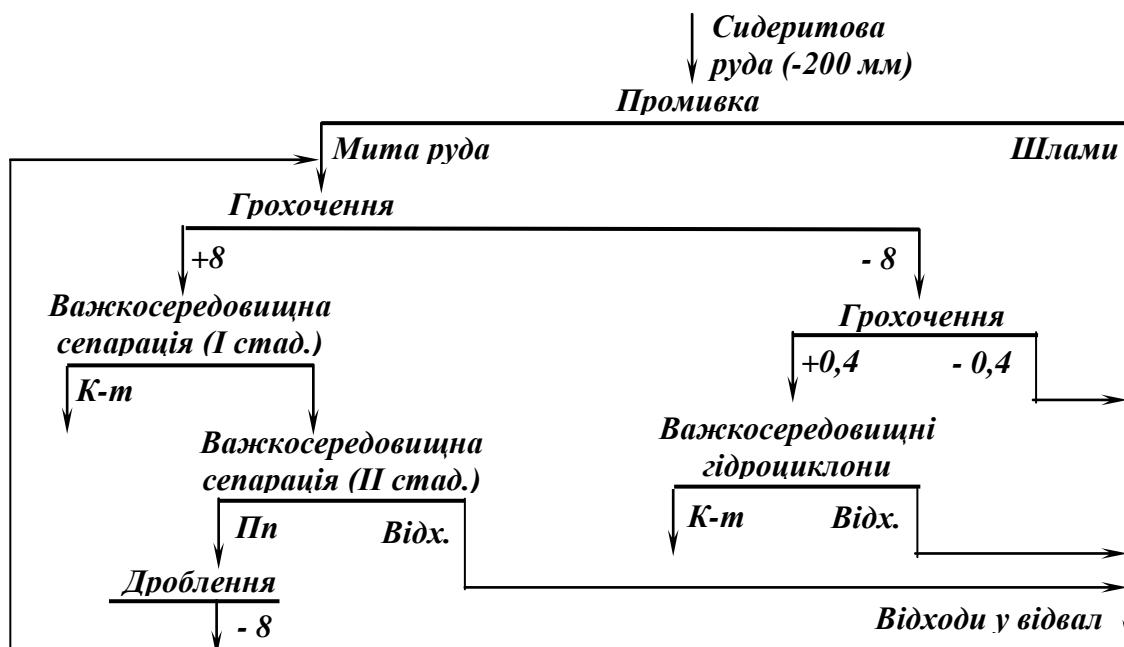 Сидеритова
руда (-200 мм)
Промивка
Мита руда
Шлами
Грохочення
+8
- 8
Важкосередовищна
сепарація (І стад.)
Грохочення
К-т
+0,4
- 0,4
Важкосередовищна
сепарація (ІІ стад.)
Важкосередовищні
гідроциклони
Пп
Відх.
К-т
Відх.
Дроблення
- 8
Відходи у відвал